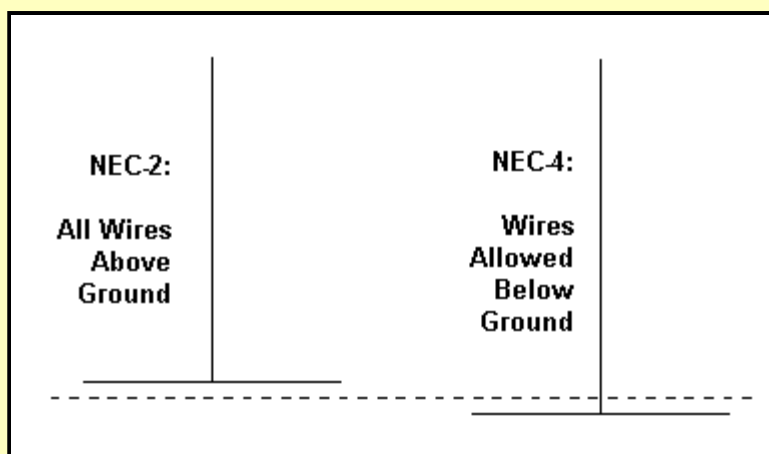 NEC-2:
All Wires
Above
Ground
NEC-4:
Wires
Allowed
Below
Ground